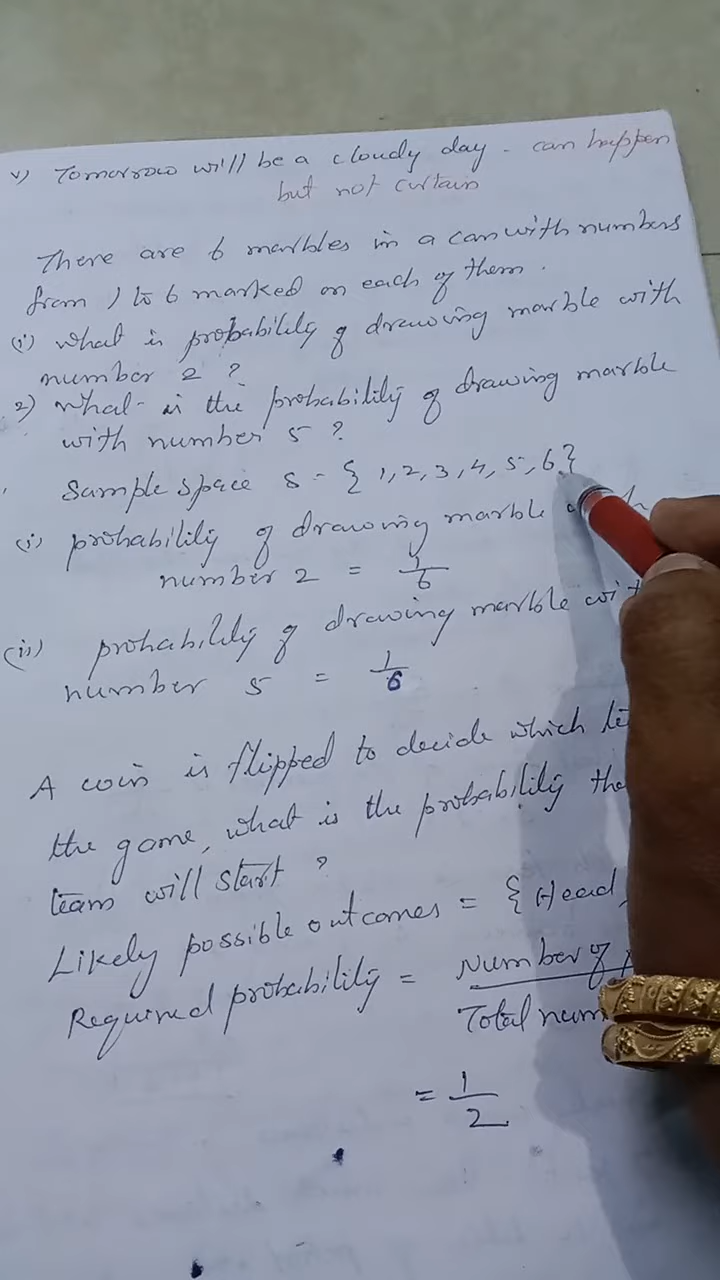 v) Tomorrow will be a cloudy day - can happen
but not curtain
There are 6 marbles in a can with numbers
from 1 to 6 marked on each of them.
(i) what is probability of drawing marble with
number 2 ?
2) what is the probability of drawing marble
with number 5 ?
Sample space S = { 1, 2, 3, 4, 5, 6 }
(i) probability of drawing marble
number 2 = 1/6
(ii) probability of drawing marble wit
number 5 = 1/6
A coin is flipped to decide which te
the game, what is the probability tha
team will start ?
Likely possible outcomes = { Head,
Required probability = Number of
Total num
= 1/2